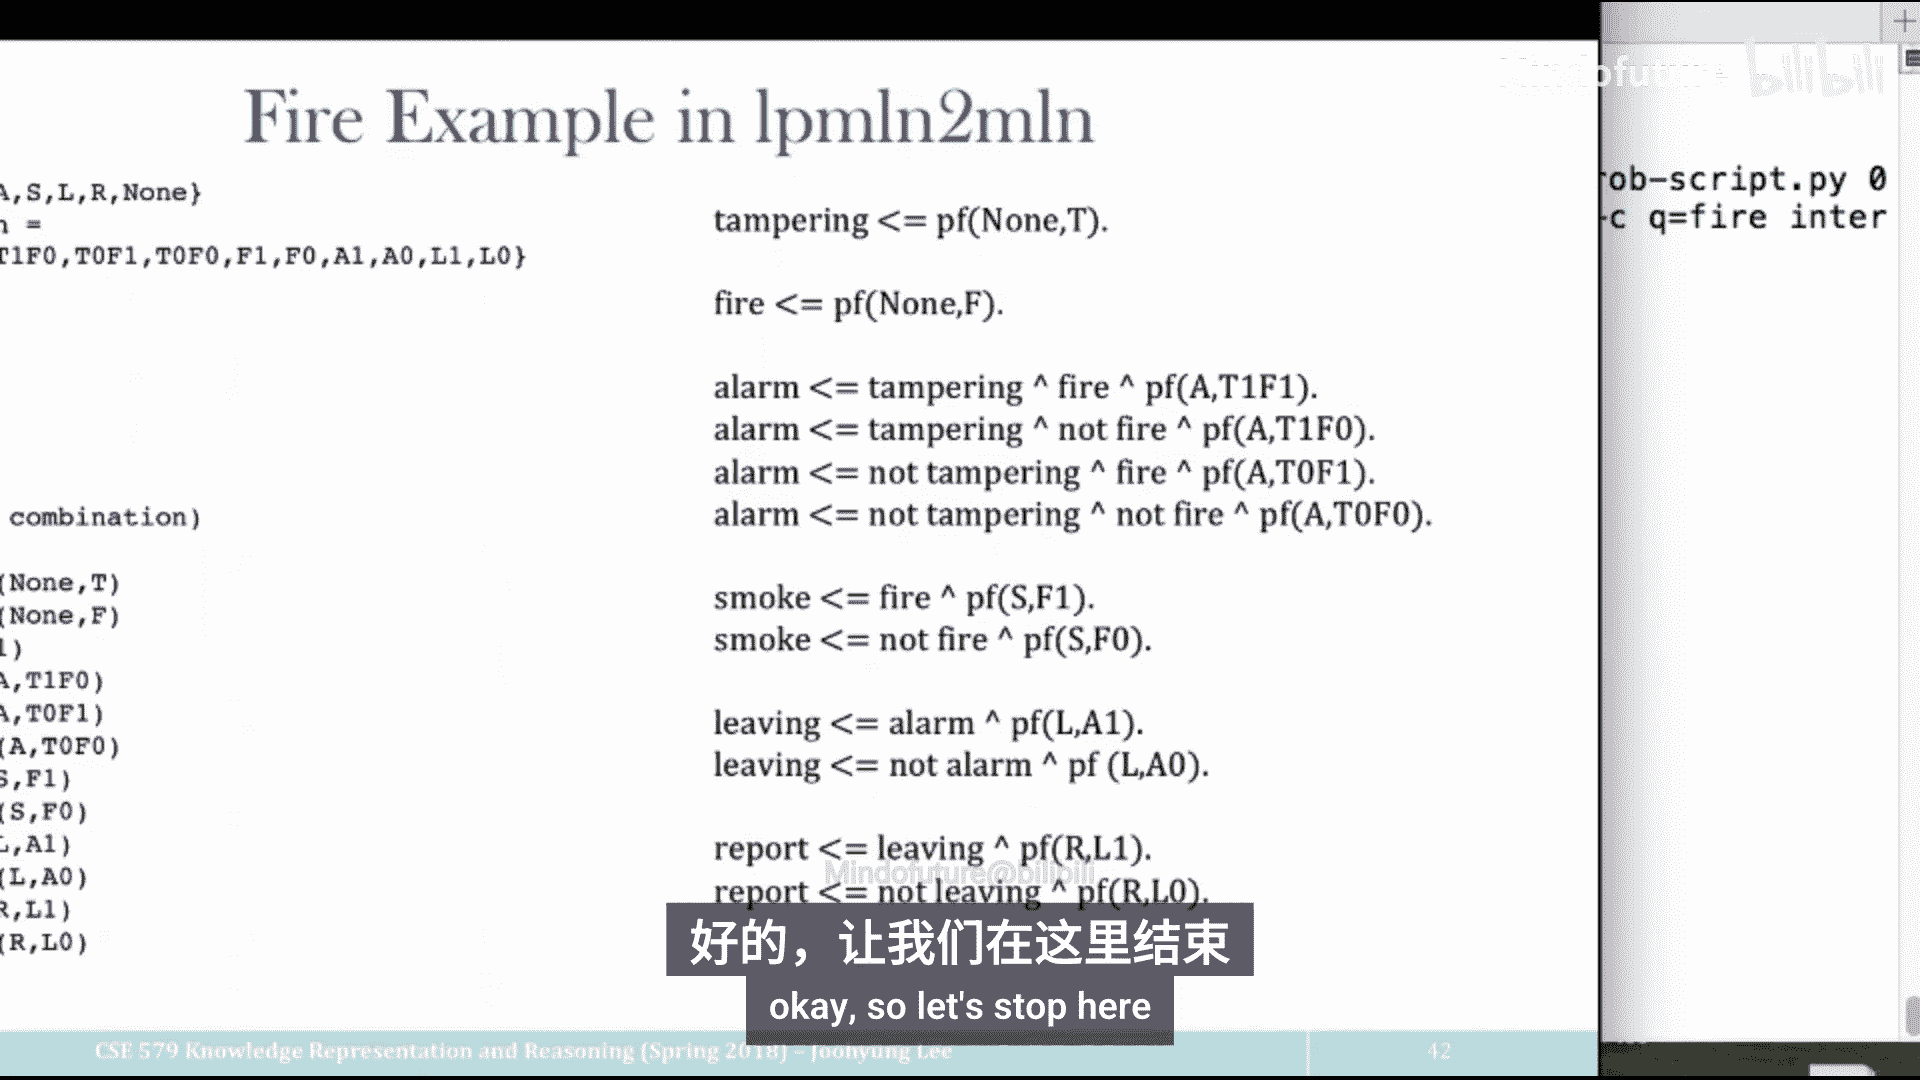 Fire Example in lpmln2mln
A,S,L,R,None}
n =
T1F0,T0F1,T0F0,F1,F0,A1,A0,L1,L0}
combination)
(None,T)
(None,F)
1)
A,T1F0)
A,T0F1)
(A,T0F0)
S,F1)
(S,F0)
L,A1)
(L,A0)
R,L1)
(R,L0)
tampering <= pf(None,T).
fire <= pf(None,F).
alarm <= tampering ^ fire ^ pf(A,T1F1).
alarm <= tampering ^ not fire ^ pf(A,T1F0).
alarm <= not tampering ^ fire ^ pf(A,T0F1).
alarm <= not tampering ^ not fire ^ pf(A,T0F0).
smoke <= fire ^ pf(S,F1).
smoke <= not fire ^ pf(S,F0).
leaving <= alarm ^ pf(L,A1).
leaving <= not alarm ^ pf (L,A0).
report <= leaving ^ pf(R,L1).
report <= not leaving ^ pf(R,L0).
Mindofuture@bilibili
好的，让我们在这里结束
okay, so let's stop here
CSE 579 Knowledge Representation and Reasoning (Spring 2018) – Joohyung Lee
42
Mindofuture bilibili
rob-script.py 0
-c q=fire inter